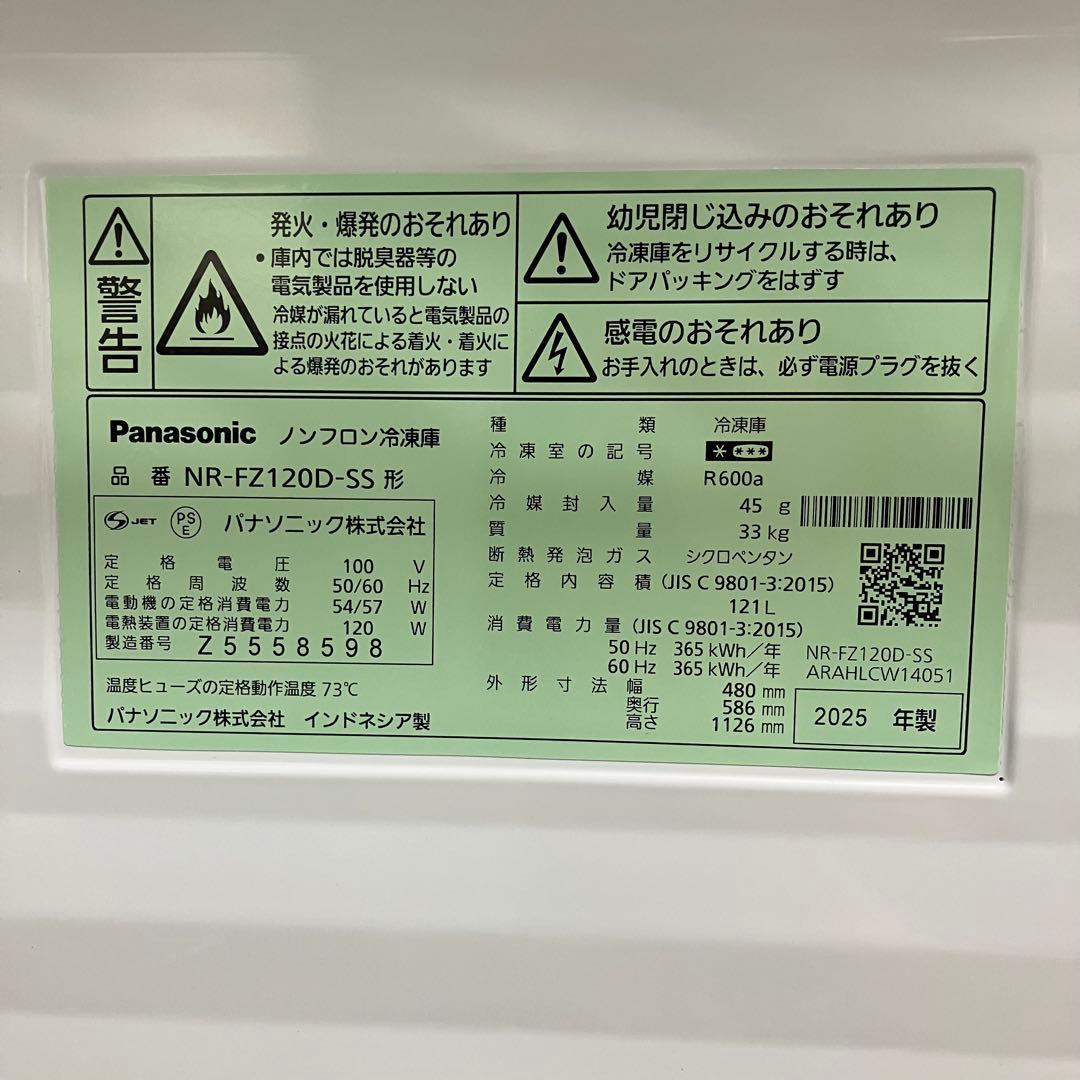 警告
発火・爆発のおそれあり
・庫内では脱臭器等の
電気製品を使用しない
冷媒が漏れていると電気製品の
接点の火花による着火・着火に
よる爆発のおそれがあります
幼児閉じ込みのおそれあり
冷凍庫をリサイクルする時は、
ドアパッキングをはずす
感電のおそれあり
お手入れのときは、必ず電源プラグを抜く
Panasonic ノンフロン冷凍庫
品番 NR-FZ120D-SS 形
S JET PSE パナソニック株式会社
定格電圧 100 V
定格周波数 50/60 Hz
電動機の定格消費電力 54/57 W
電熱装置の定格消費電力 120 W
製造番号 Z5558598
温度ヒューズの定格動作温度 73℃
パナソニック株式会社 インドネシア製
種類 冷凍庫
冷凍室の記号 * ***
冷媒 R600a
冷媒封入量 45 g
質量 33 kg
断熱発泡ガス シクロペンタン
定格内容積 (JIS C 9801-3:2015)
121 L
消費電力量 (JIS C 9801-3:2015)
50 Hz 365 kWh/年
60 Hz 365 kWh/年
外形寸法 幅 480 mm
奥行 586 mm
高さ 1126 mm
NR-FZ120D-SS
ARAHLCW14051
2025 年製